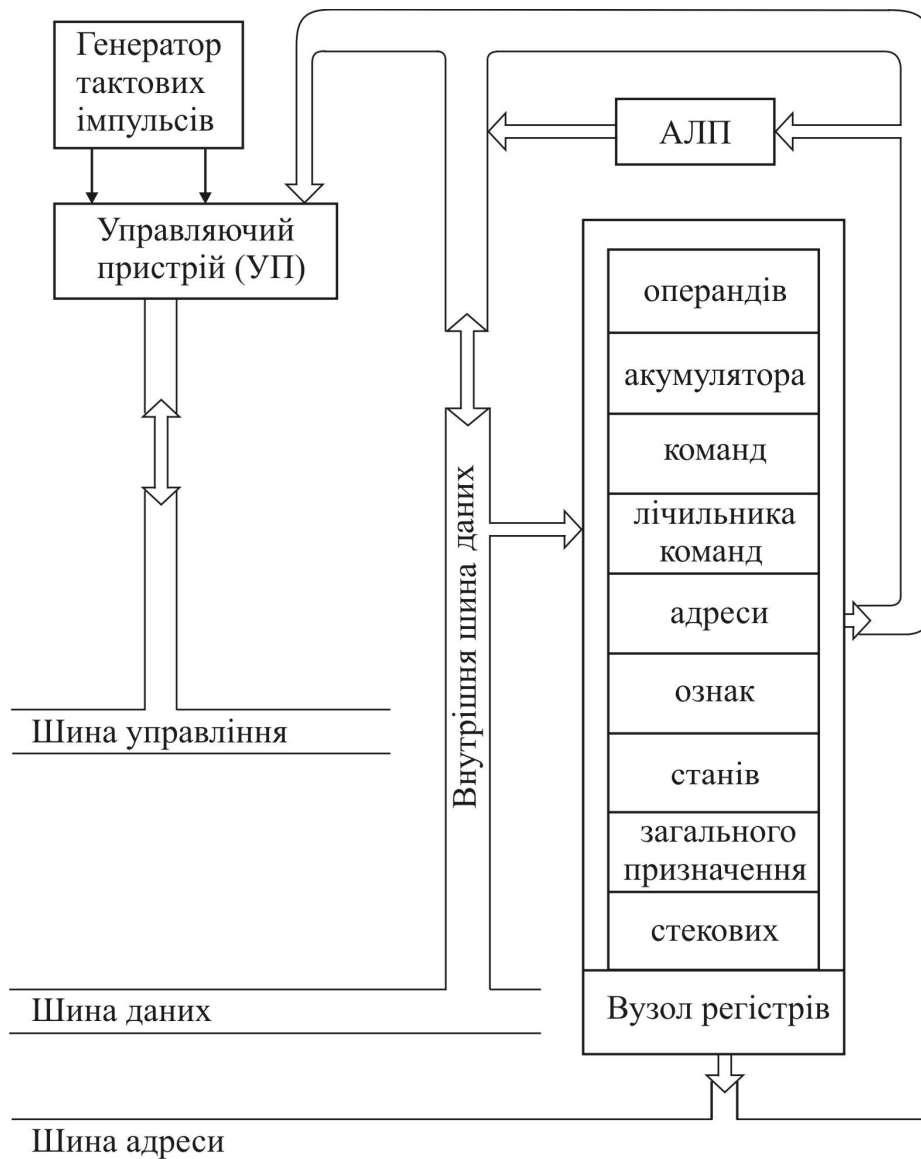 Генератор
тактових
імпульсів
АЛП
Управляючий
пристрій (УП)
операндів
акумулятора
команд
лічильника
команд
адреси
ознак
станів
загального
призначення
стекових
Вузол регістрів
Внутрішня шина даних
Шина управління
Шина даних
Шина адреси